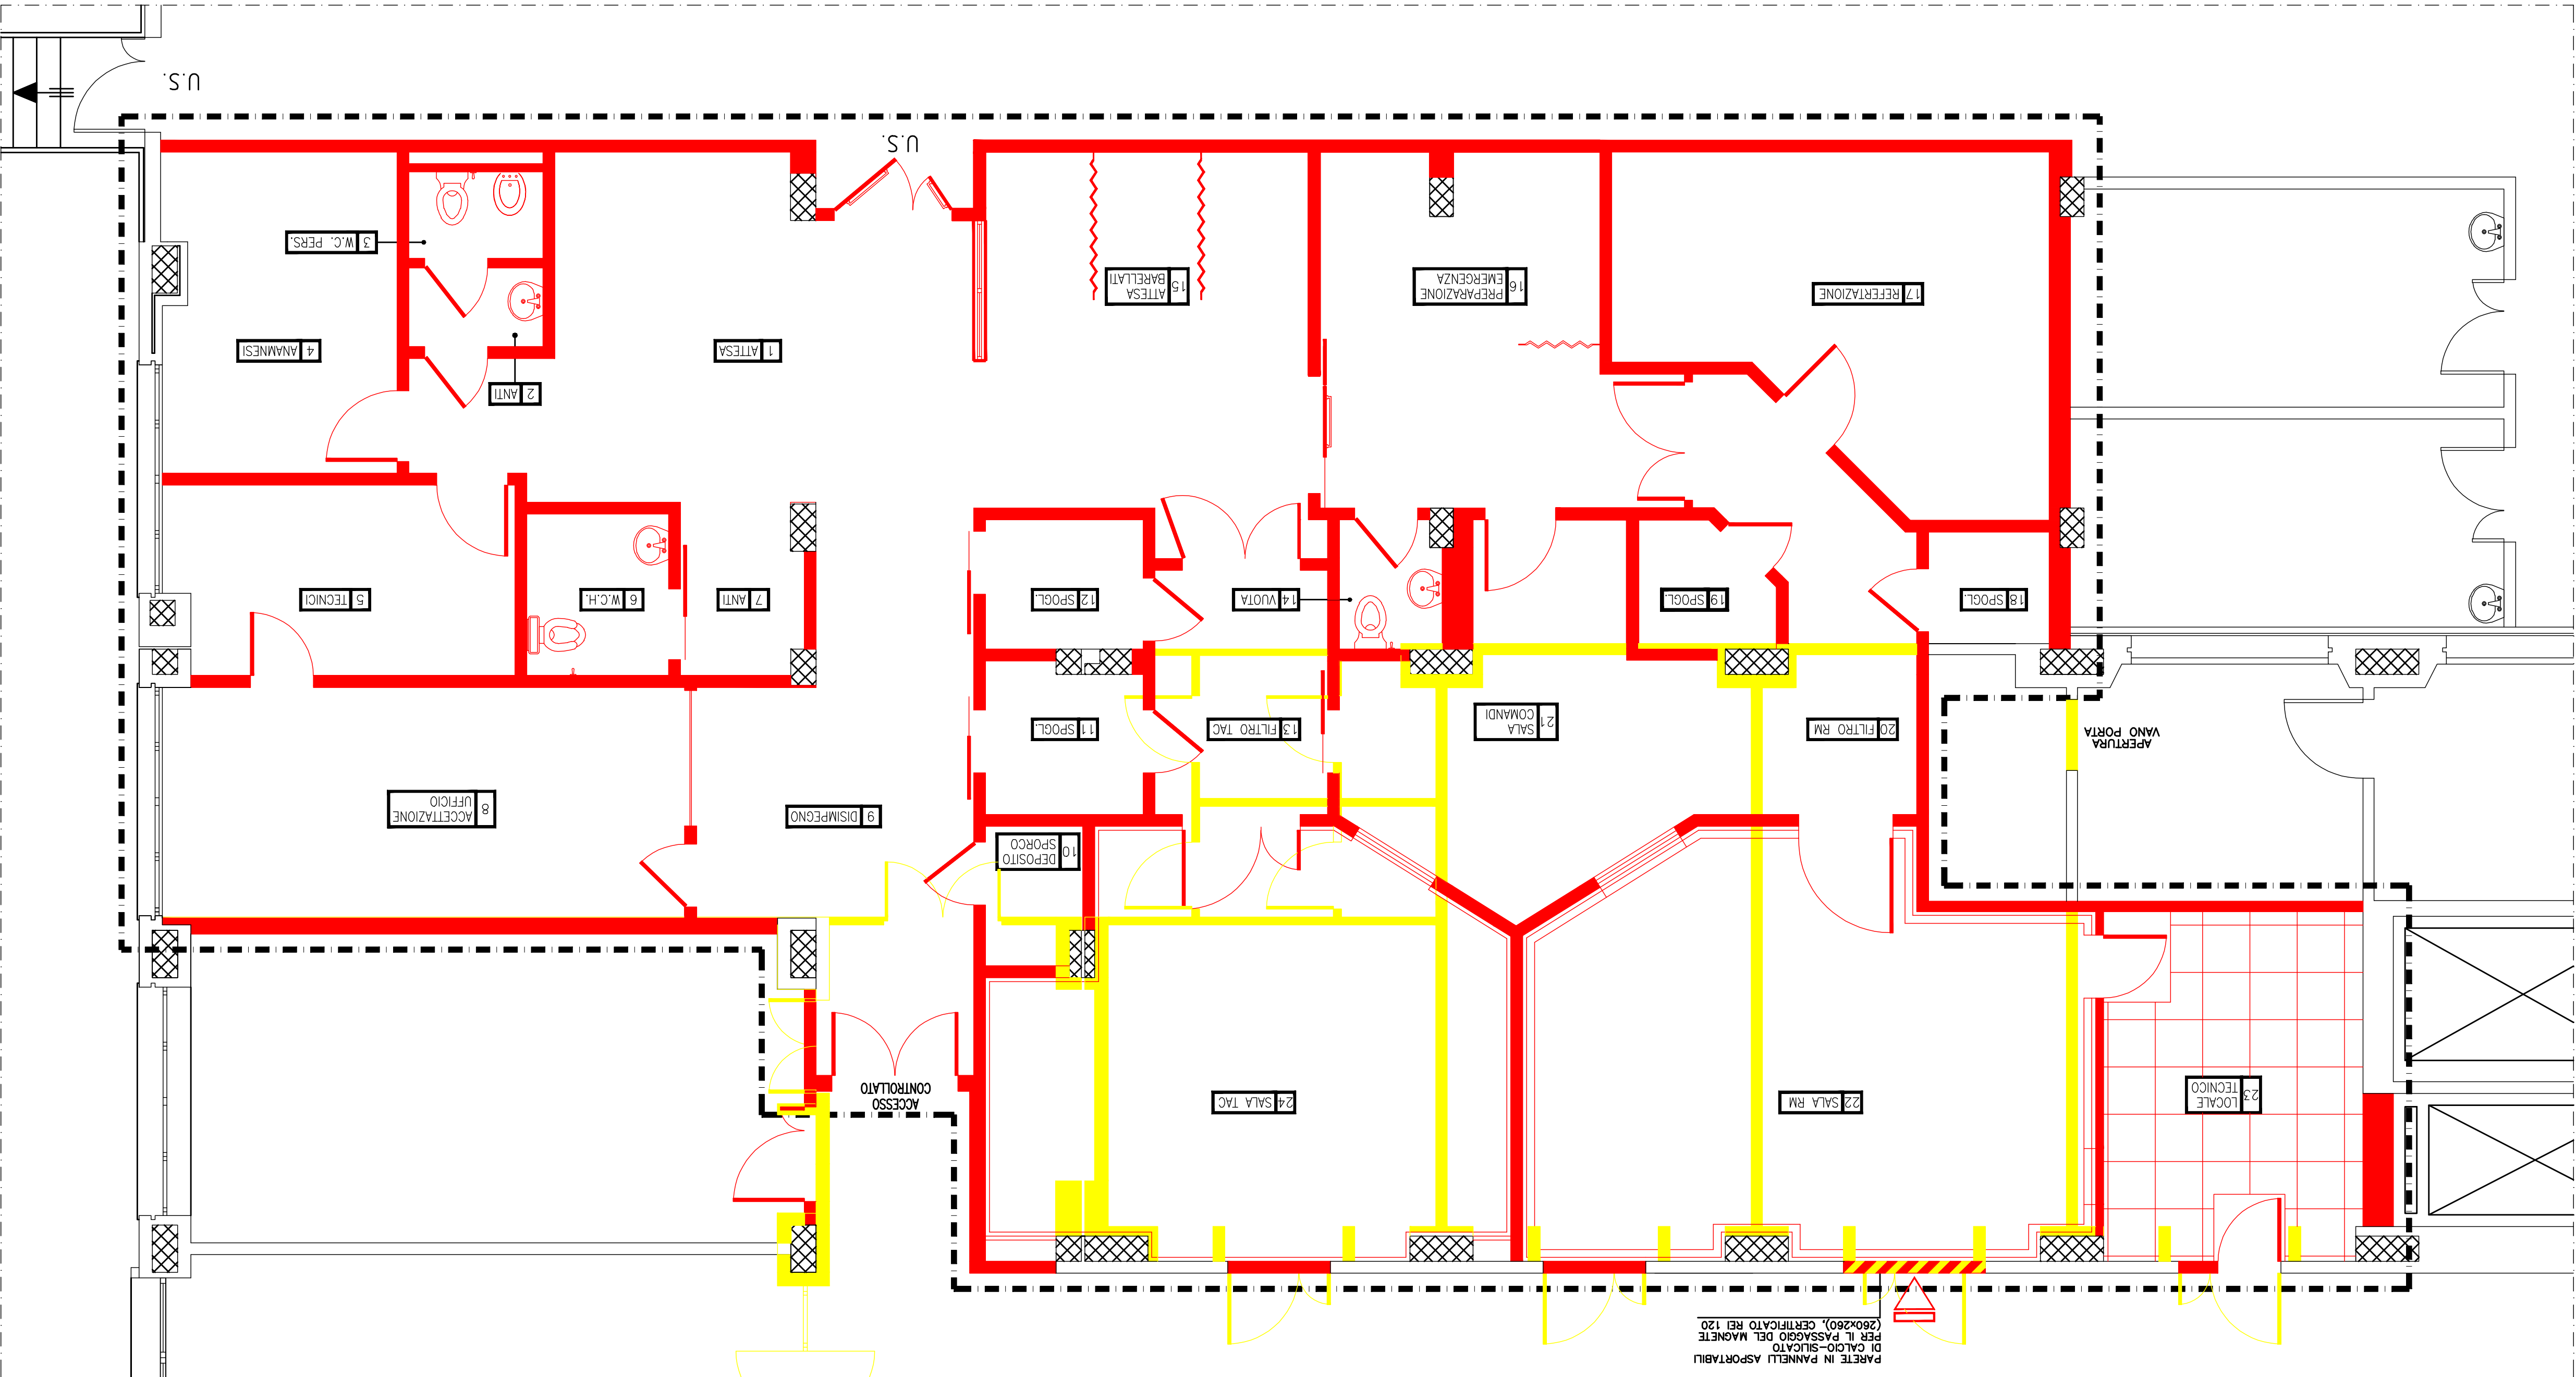 PARETE IN PANNELLI ASPORTABILI
DI CALCIO-SILICATO
PER IL PASSAGGIO DEL MAGNETE
(260x260), CERTIFICATO REI 120
23 LOCALE
TECNICO
22 SALA RM
24 SALA TAC
ACCESSO
CONTROLLATO
10 DEPOSITO
SPORCO
9 DISIMPEGNO
8 ACCETTAZIONE
UFFICIO
APERTURA
VANO PORTA
20 FILTRO RM
21 SALA
COMANDI
13 FILTRO TAC
11 SPOGL.
18 SPOGL.
19 SPOGL.
14 VUOTA
12 SPOGL.
7 ANTI
6 W.C.H.
5 TECNICI
2 ANTI
1 ATTESA
4 ANAMNESI
17 REFERTAZIONE
16 PREPARAZIONE
EMERGENZA
15 ATTESA
BARELLATI
3 W.C. PERS.
U.S.
U.S.